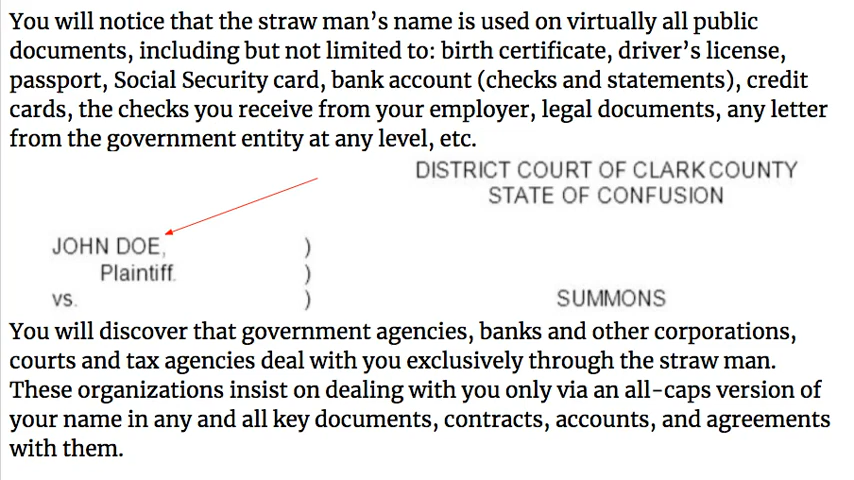 You will notice that the straw man’s name is used on virtually all public
documents, including but not limited to: birth certificate, driver’s license,
passport, Social Security card, bank account (checks and statements), credit
cards, the checks you receive from your employer, legal documents, any letter
from the government entity at any level, etc.
DISTRICT COURT OF CLARK COUNTY
STATE OF CONFUSION
JOHN DOE, )
Plaintiff. )
vs. ) SUMMONS
You will discover that government agencies, banks and other corporations,
courts and tax agencies deal with you exclusively through the straw man.
These organizations insist on dealing with you only via an all-caps version of
your name in any and all key documents, contracts, accounts, and agreements
with them.